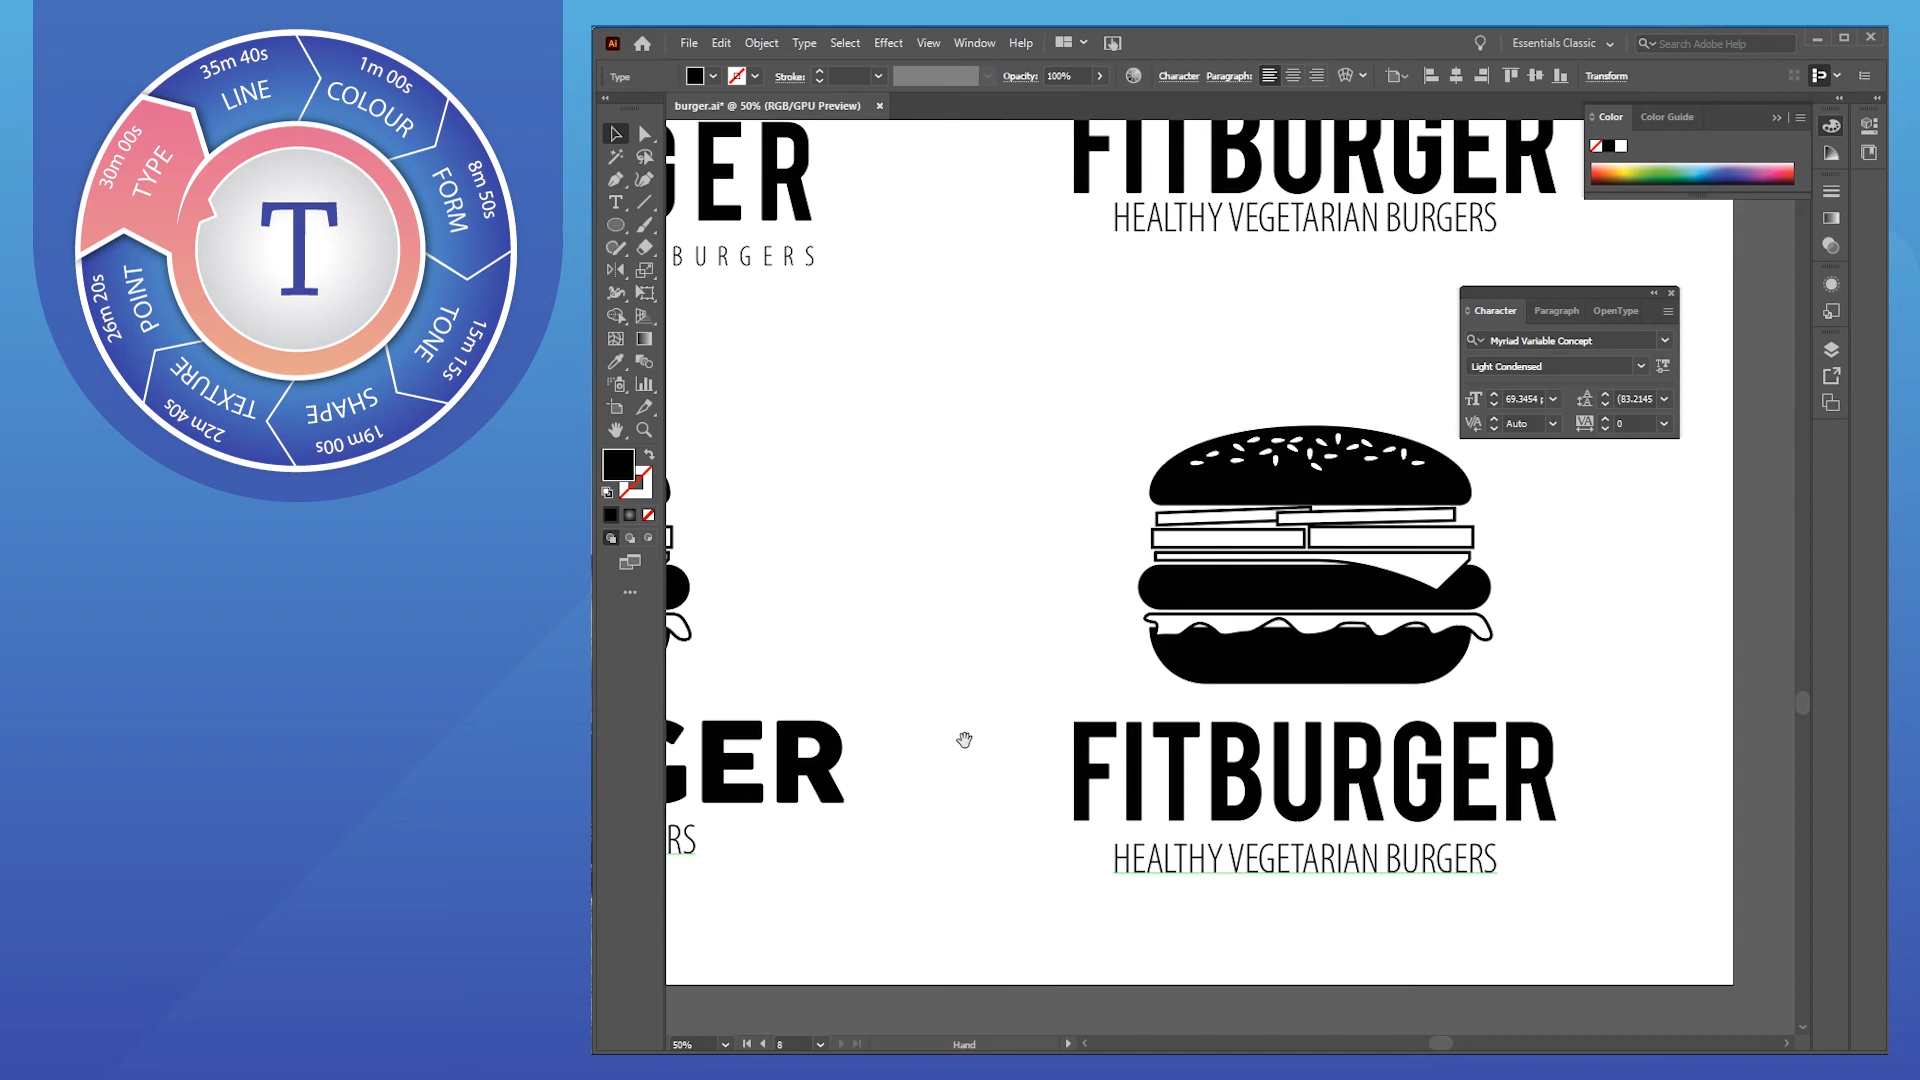 35m 40s
LINE
1m 00s
COLOUR
8m 50s
FORM
15m 15s
TONE
19m 00s
SHAPE
22m 40s
TEXTURE
26m 20s
POINT
30m 00s
TYPE
T
Ai
File Edit Object Type Select Effect View Window Help
Essentials Classic
Search Adobe Help
Type
Stroke:
Opacity: 100%
Character Paragraph:
Transform
burger.ai* @ 50% (RGB/GPU Preview)
Color Color Guide
GER
BURGERS
FITBURGER
HEALTHY VEGETARIAN BURGERS
Character Paragraph OpenType
Myriad Variable Concept
Light Condensed
69.3454 p (83.2145
Auto 0
GER
RS
FITBURGER
HEALTHY VEGETARIAN BURGERS
50% 8 Hand